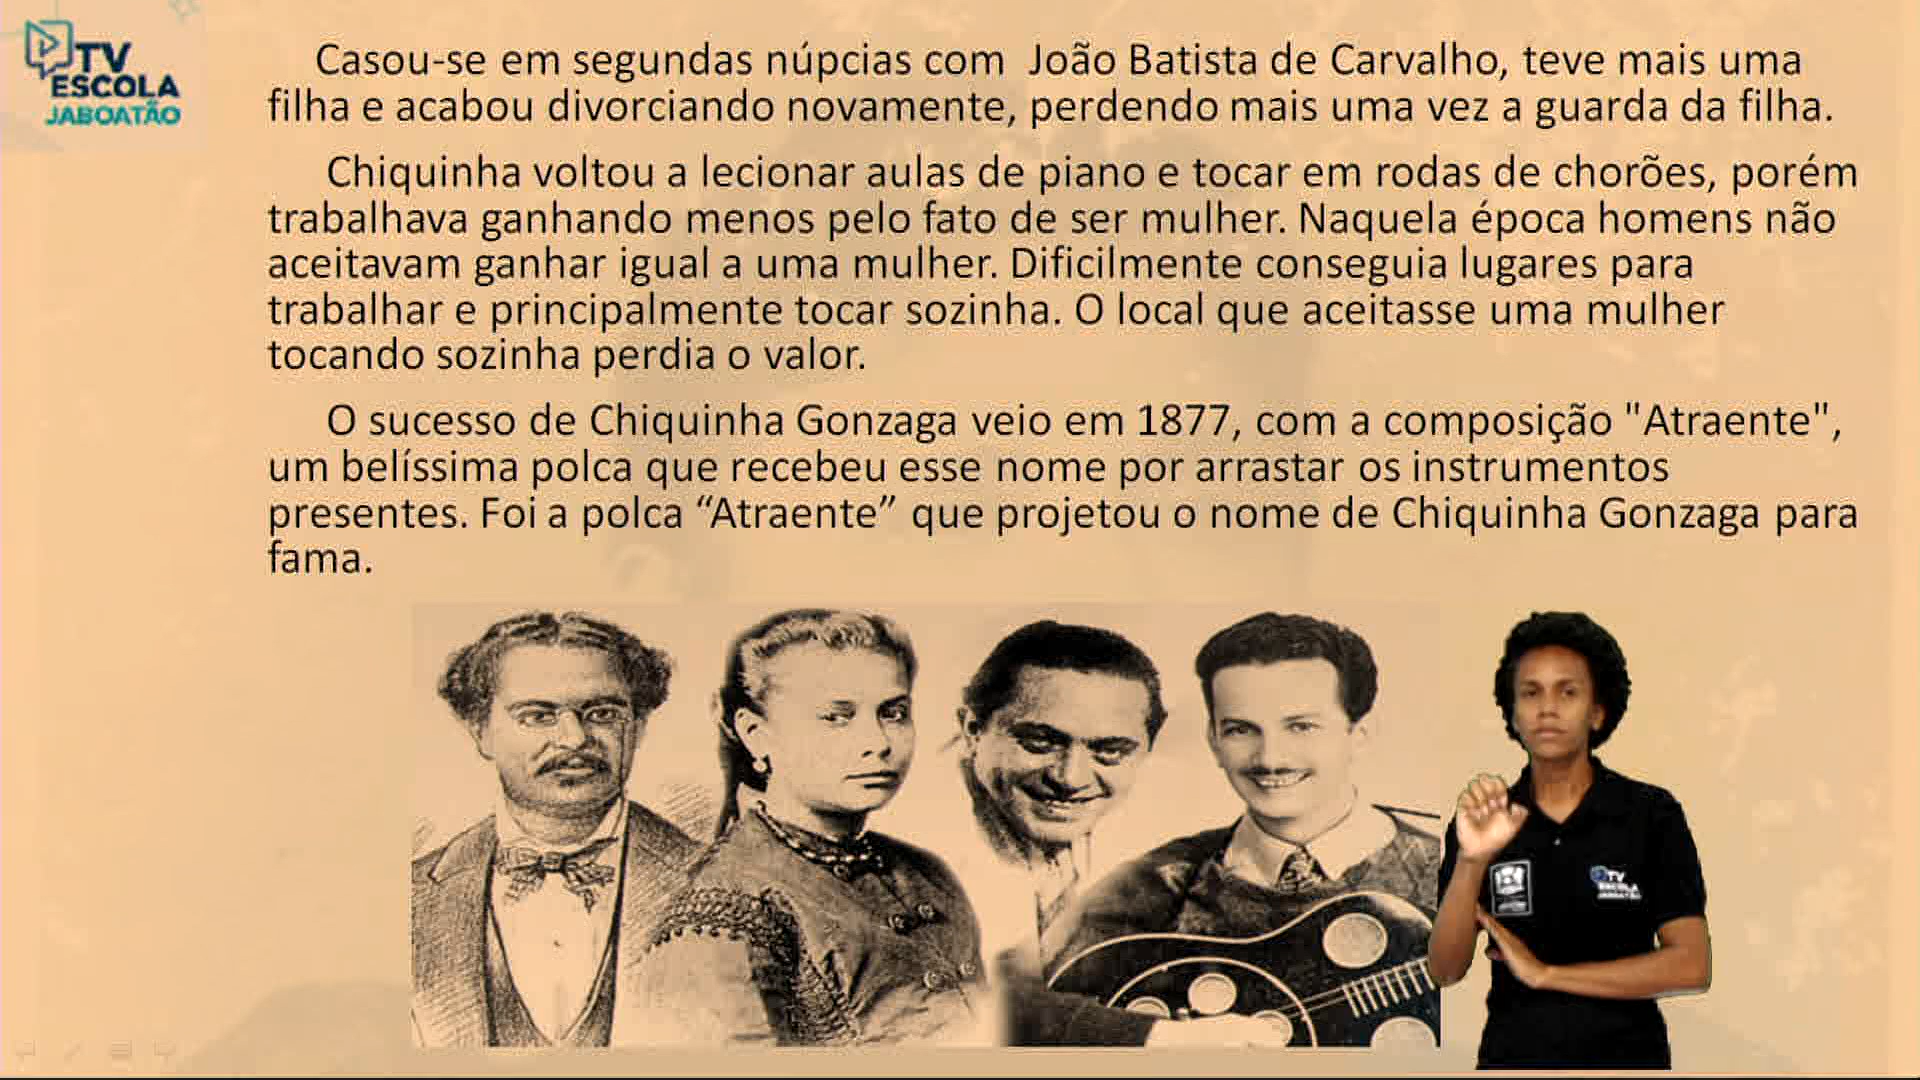 TV
ESCOLA
JABOATÃO
Casou-se em segundas núpcias com João Batista de Carvalho, teve mais uma
filha e acabou divorciando novamente, perdendo mais uma vez a guarda da filha.
Chiquinha voltou a lecionar aulas de piano e tocar em rodas de chorões, porém
trabalhava ganhando menos pelo fato de ser mulher. Naquela época homens não
aceitavam ganhar igual a uma mulher. Dificilmente conseguia lugares para
trabalhar e principalmente tocar sozinha. O local que aceitasse uma mulher
tocando sozinha perdia o valor.
O sucesso de Chiquinha Gonzaga veio em 1877, com a composição "Atraente",
um belíssima polca que recebeu esse nome por arrastar os instrumentos
presentes. Foi a polca “Atraente” que projetou o nome de Chiquinha Gonzaga para
fama.
TV
ESCOLA
JABOATÃO